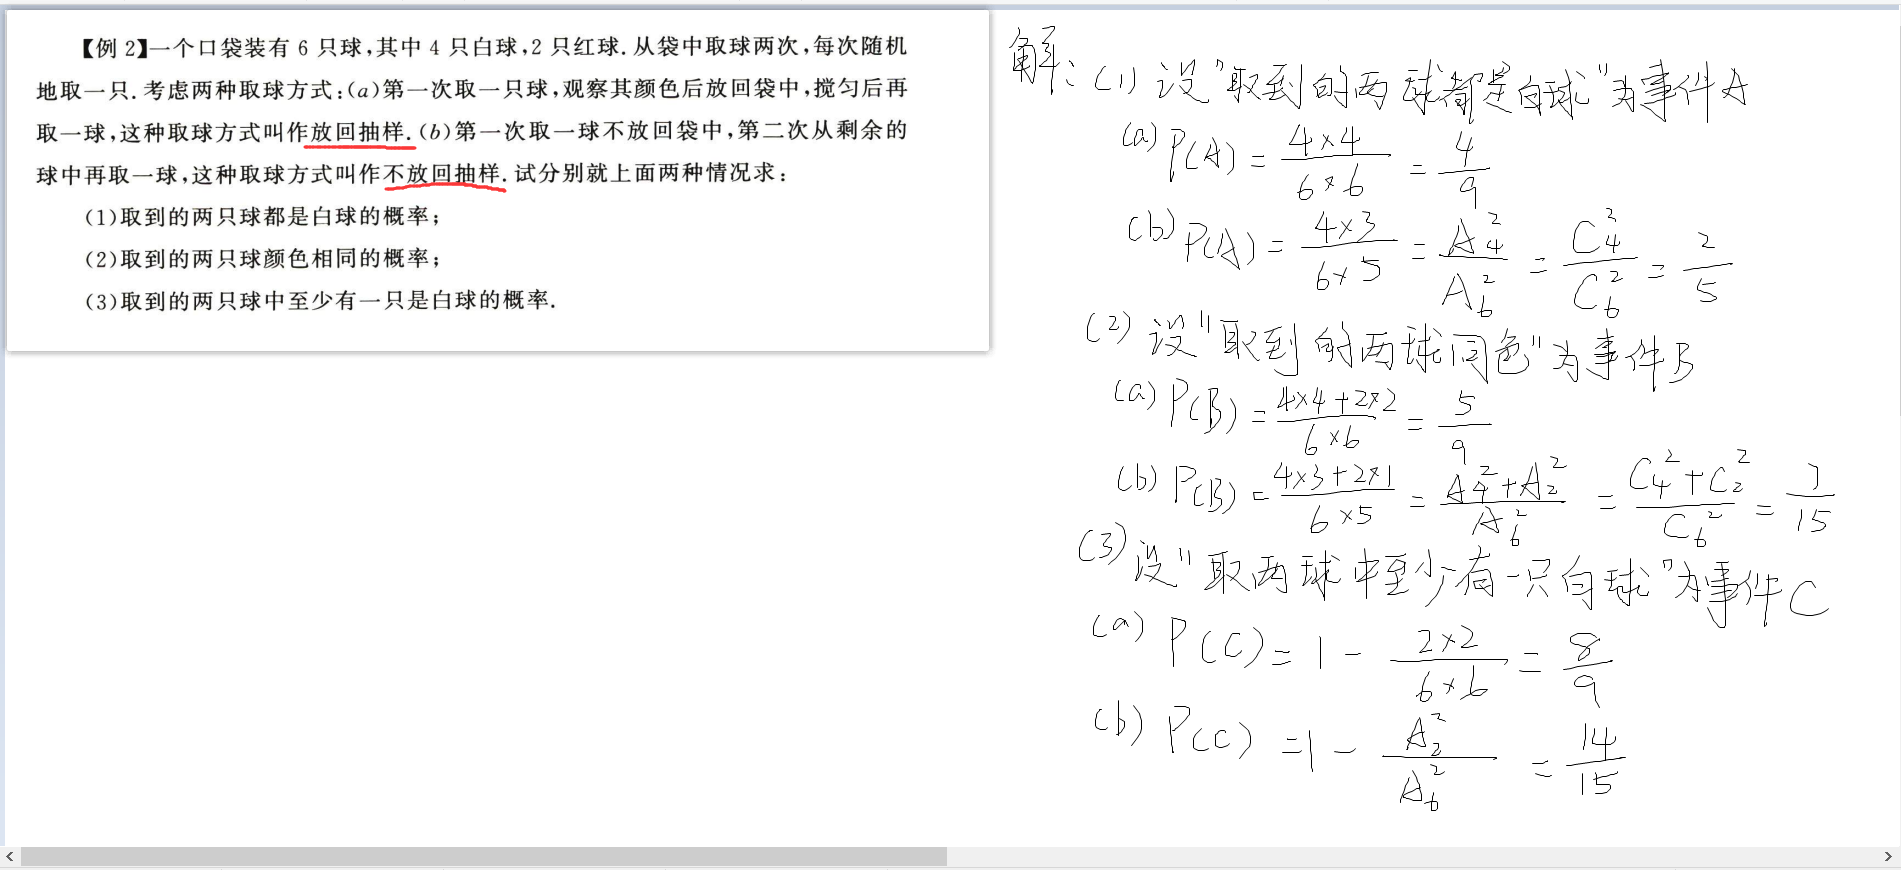 【例 2】一个口袋装有 6 只球,其中 4 只白球,2 只红球. 从袋中取球两次,每次随机
地取一只. 考虑两种取球方式:(a)第一次取一只球,观察其颜色后放回袋中,搅匀后再
取一球,这种取球方式叫作放回抽样. (b)第一次取一球不放回袋中,第二次从剩余的
球中再取一球,这种取球方式叫作不放回抽样. 试分别就上面两种情况求:
(1)取到的两只球都是白球的概率;
(2)取到的两只球颜色相同的概率;
(3)取到的两只球中至少有一只是白球的概率.
解: (1) 设"取到的两球都是白球"为事件A
(a) P(A) = \frac{4×4}{6×6} = \frac{4}{9}
(b) P(A) = \frac{4×3}{6×5} = \frac{A_4^2}{A_6^2} = \frac{C_4^2}{C_6^2} = \frac{2}{5}
(2) 设"取到的两球同色"为事件B
(a) P(B) = \frac{4×4+2×2}{6×6} = \frac{5}{9}
(b) P(B) = \frac{4×3+2×1}{6×5} = \frac{A_4^2+A_2^2}{A_6^2} = \frac{C_4^2+C_2^2}{C_6^2} = \frac{7}{15}
(3) 设"取两球中至少有一只白球"为事件C
(a) P(C) = 1 - \frac{2×2}{6×6} = \frac{8}{9}
(b) P(C) = 1 - \frac{A_2^2}{A_6^2} = \frac{14}{15}